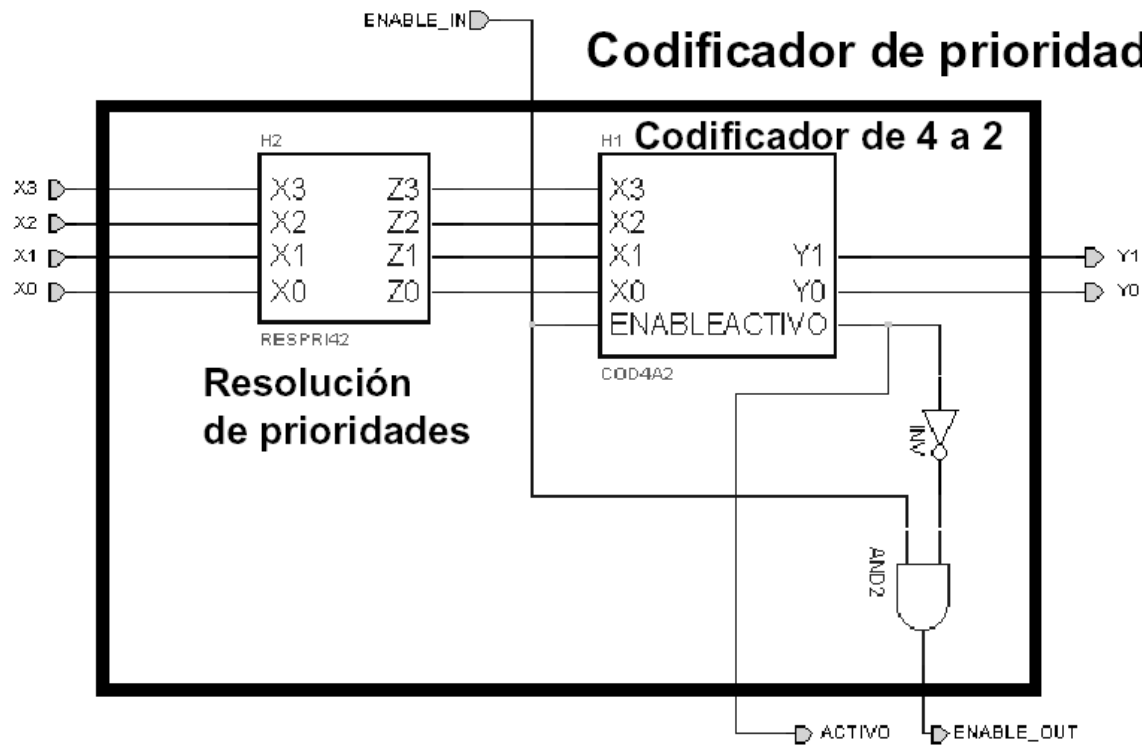 ENABLE_IN
Codificador de prioridad
H2
H1 Codificador de 4 a 2
X3 X3 Z3 X3
X2 X2 Z2 X2
X1 X1 Z1 X1 Y1 Y1
X0 X0 Z0 X0 Y0 Y0
ENABLEACTIVO
RESPRI42
COD4A2
Resolución
de prioridades
INV
AND2
ACTIVO
ENABLE_OUT